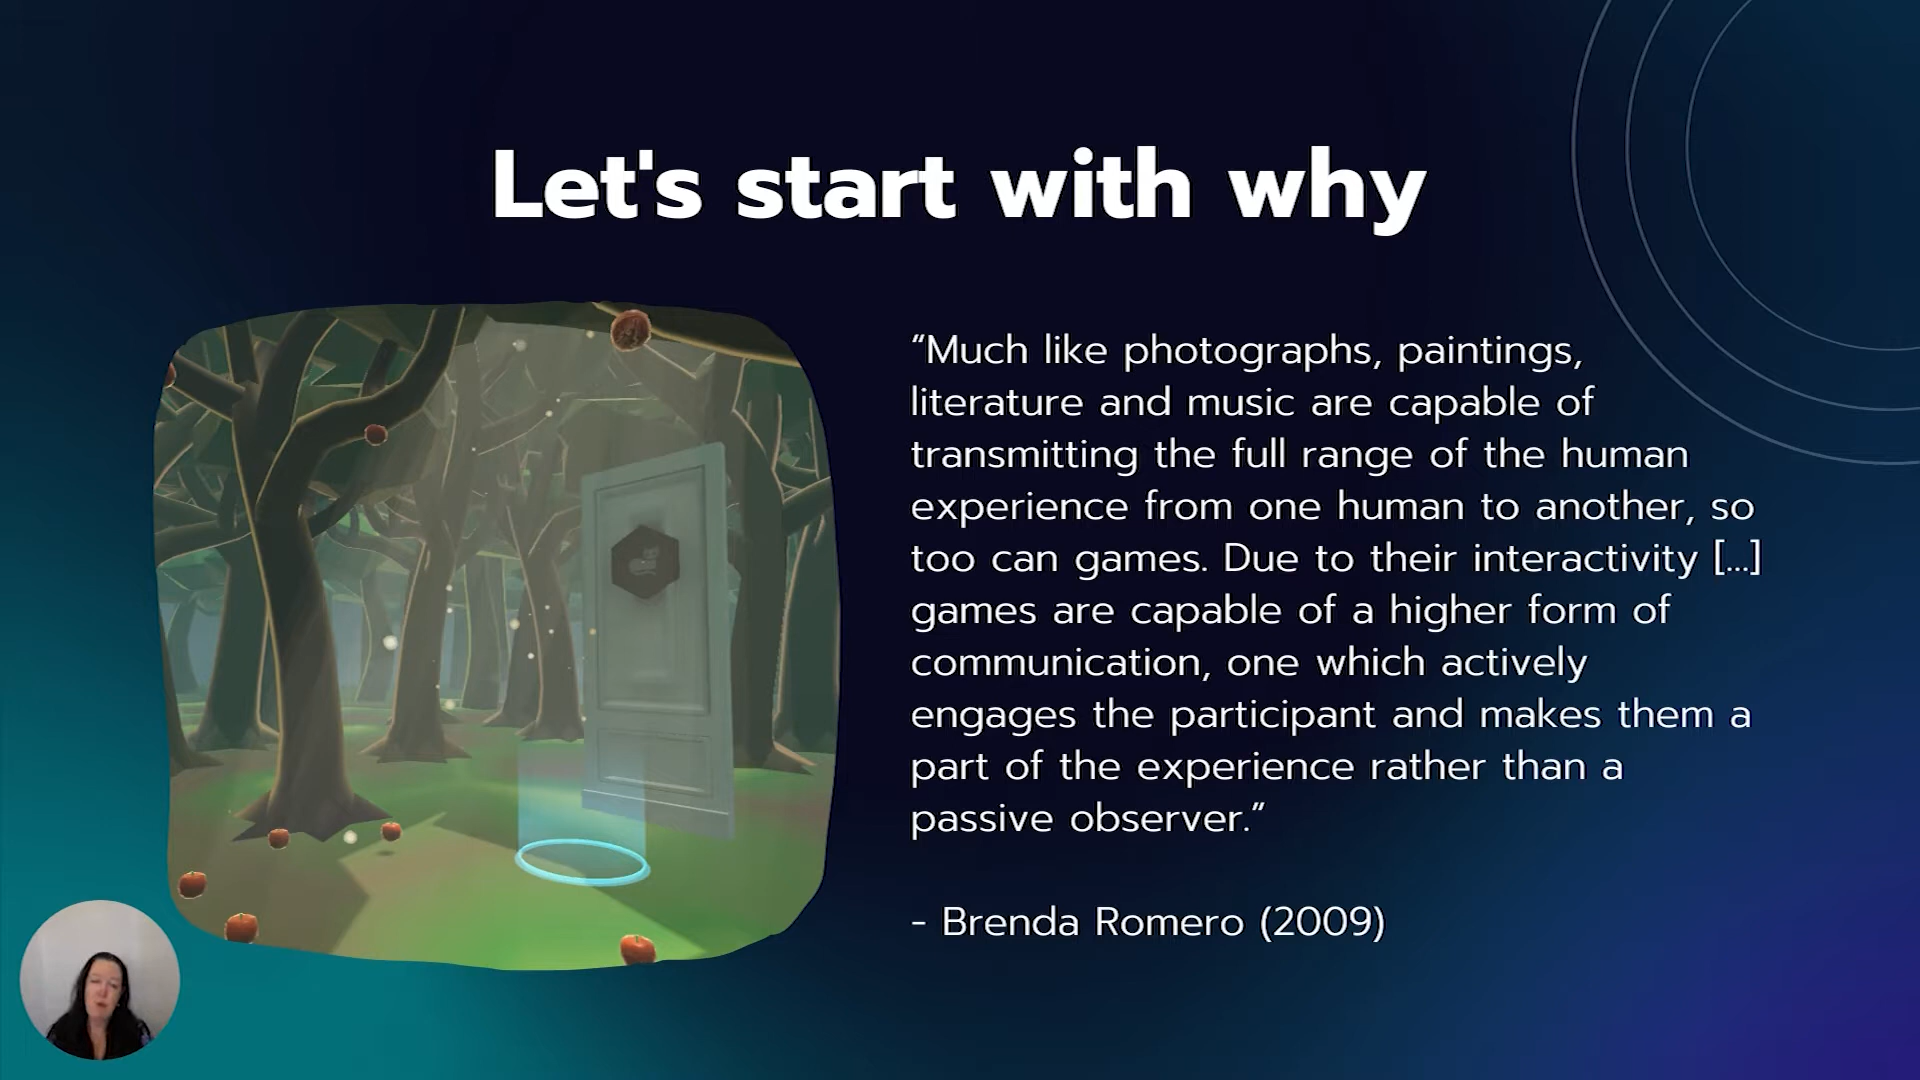 Let's start with why
“Much like photographs, paintings,
literature and music are capable of
transmitting the full range of the human
experience from one human to another, so
too can games. Due to their interactivity [...]
games are capable of a higher form of
communication, one which actively
engages the participant and makes them a
part of the experience rather than a
passive observer.”
- Brenda Romero (2009)